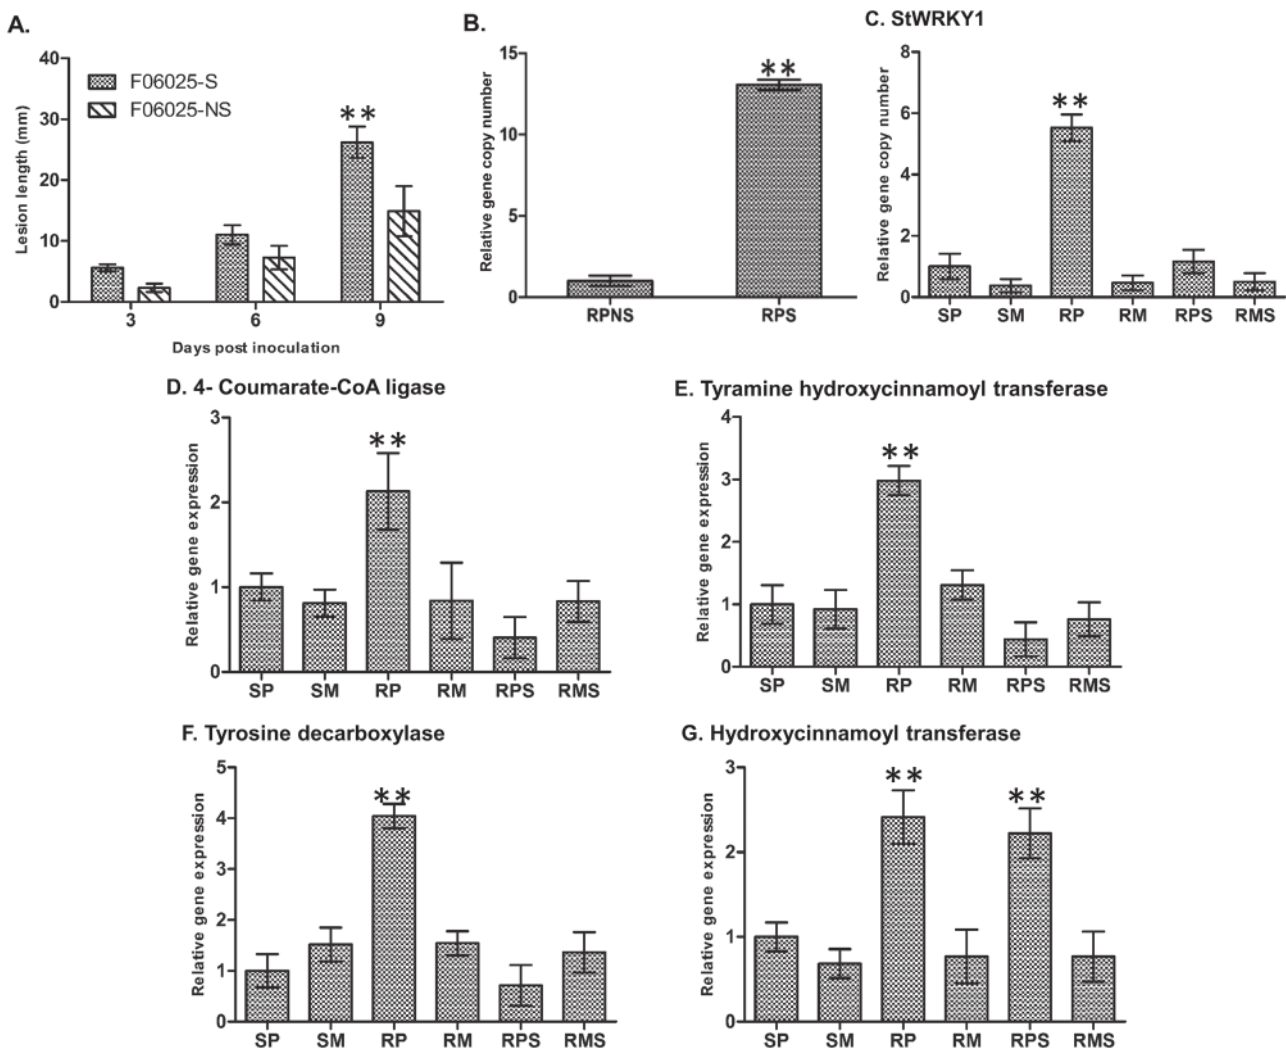 A.
Lesion length (mm)
40
30
20
10
0
F06025-S
F06025-NS
**
3 6 9
Days post inoculation
B.
Relative gene copy number
15
10
5
0
**
RPNS RPS
C. StWRKY1
Relative gene copy number
8
6
4
2
0
**
SP SM RP RM RPS RMS
D. 4- Coumarate-CoA ligase
Relative gene expression
3
2
1
0
**
SP SM RP RM RPS RMS
E. Tyramine hydroxycinnamoyl transferase
Relative gene expression
4
3
2
1
0
**
SP SM RP RM RPS RMS
F. Tyrosine decarboxylase
Relative gene expression
5
4
3
2
1
0
**
SP SM RP RM RPS RMS
G. Hydroxycinnamoyl transferase
Relative gene expression
3
2
1
0
** **
SP SM RP RM RPS RMS